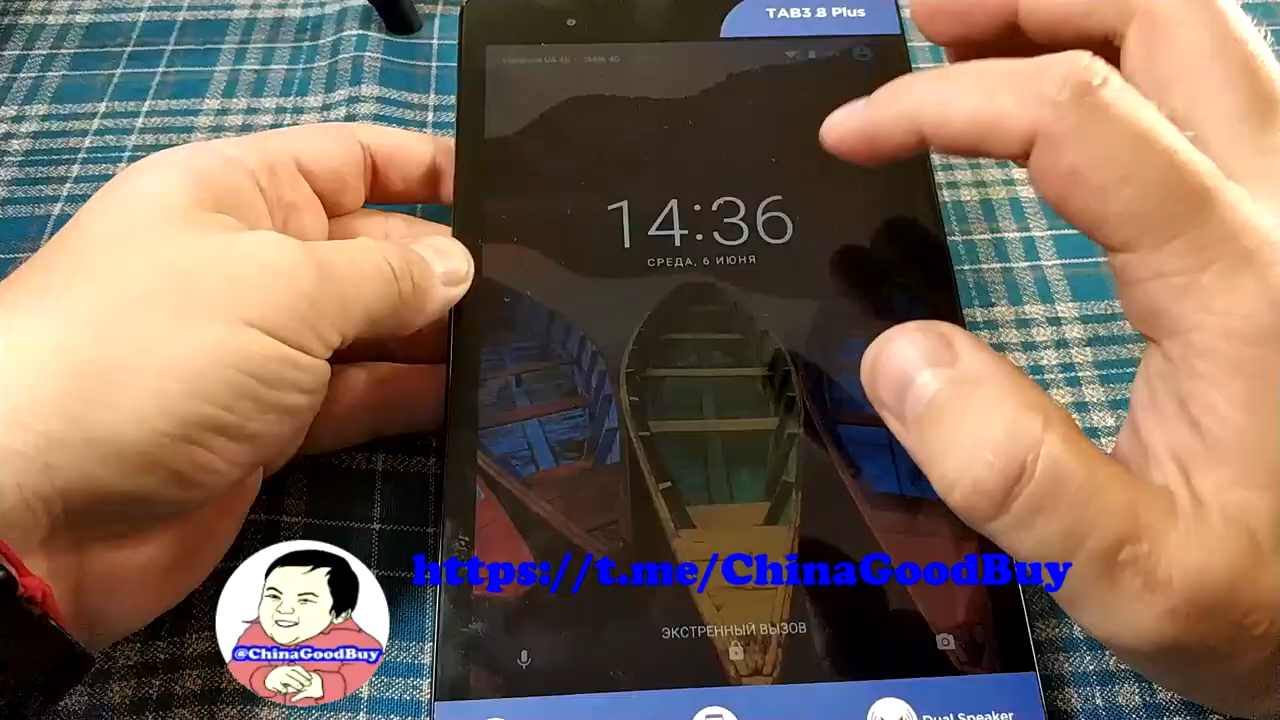 TAB3 8 Plus
14:36
СРЕДА, 6 ИЮНЯ
https://t.me/ChinaGoodBuy
ЭКСТРЕННЫЙ ВЫЗОВ
@ChinaGoodBuy
Dual Speaker